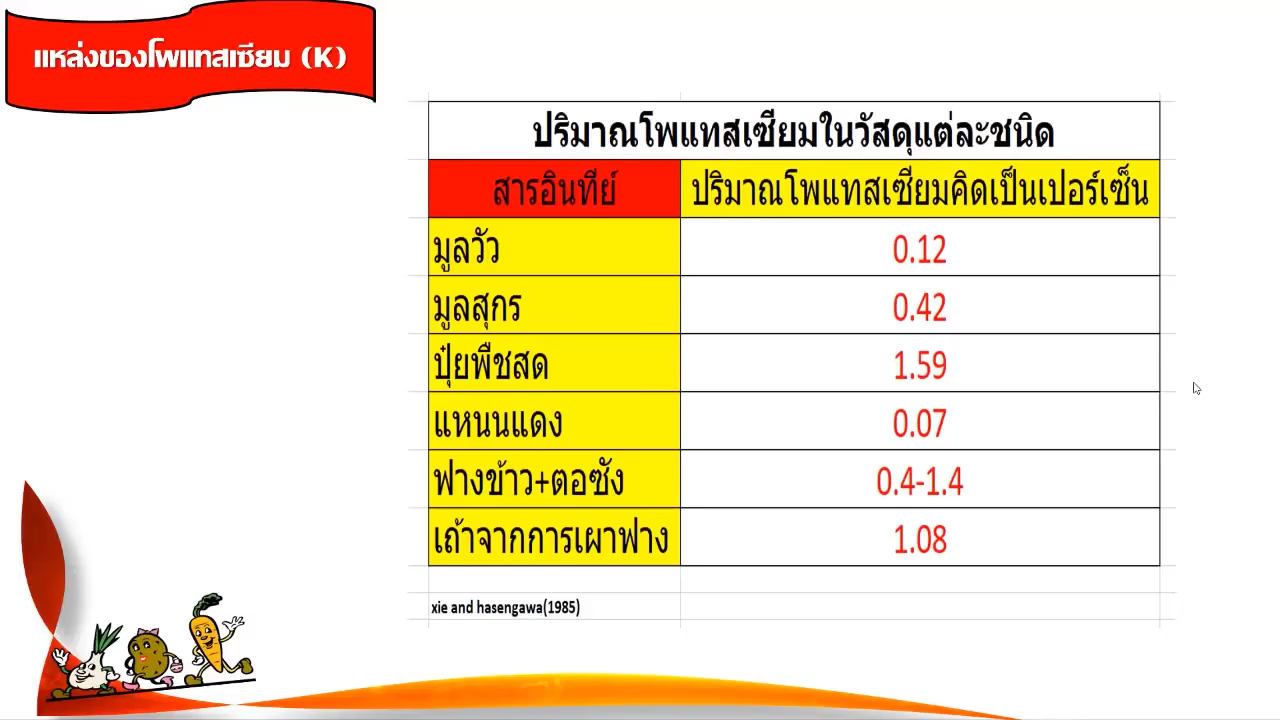 แหล่งของโพแทสเซียม (K)
ปริมาณโพแทสเซียมในวัสดุแต่ละชนิด
สารอินทีย์ ปริมาณโพแทสเซียมคิดเป็นเปอร์เซ็น
มูลวัว 0.12
มูลสุกร 0.42
ปุ๋ยพืชสด 1.59
แหนนแดง 0.07
ฟางข้าว+ตอซัง 0.4-1.4
เถ้าจากการเผาฟาง 1.08
xie and hasengawa(1985)